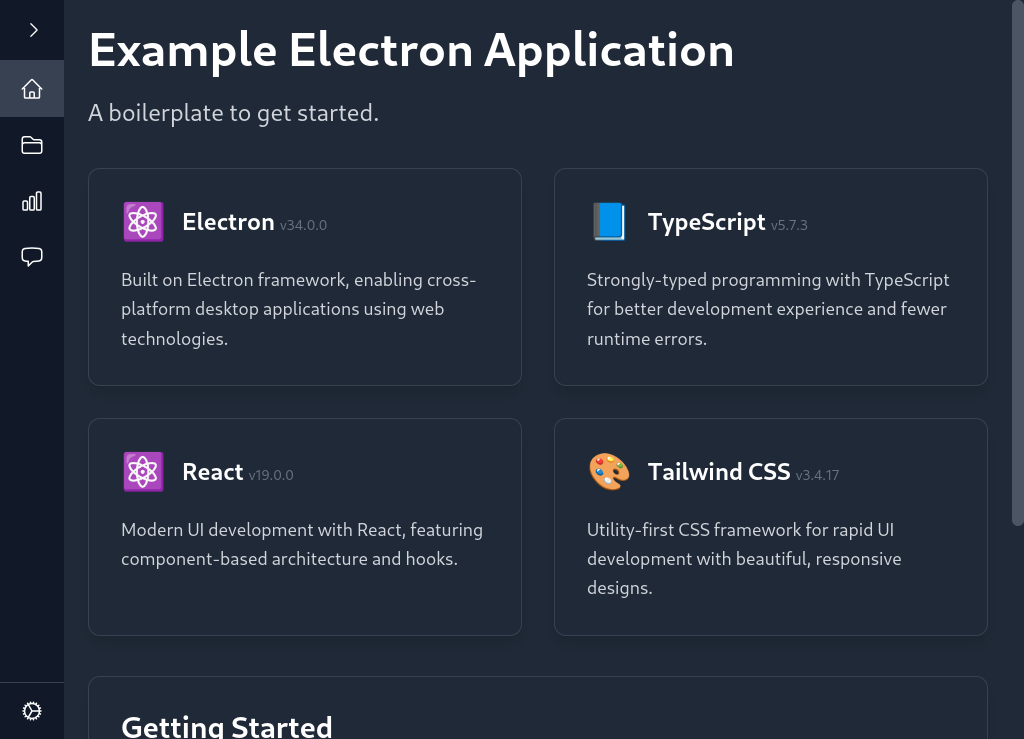 Example Electron Application
A boilerplate to get started.
Electron v34.0.0
Built on Electron framework, enabling cross-
platform desktop applications using web
technologies.
TypeScript v5.7.3
Strongly-typed programming with TypeScript
for better development experience and fewer
runtime errors.
React v19.0.0
Modern UI development with React, featuring
component-based architecture and hooks.
Tailwind CSS v3.4.17
Utility-first CSS framework for rapid UI
development with beautiful, responsive
designs.
Getting Started